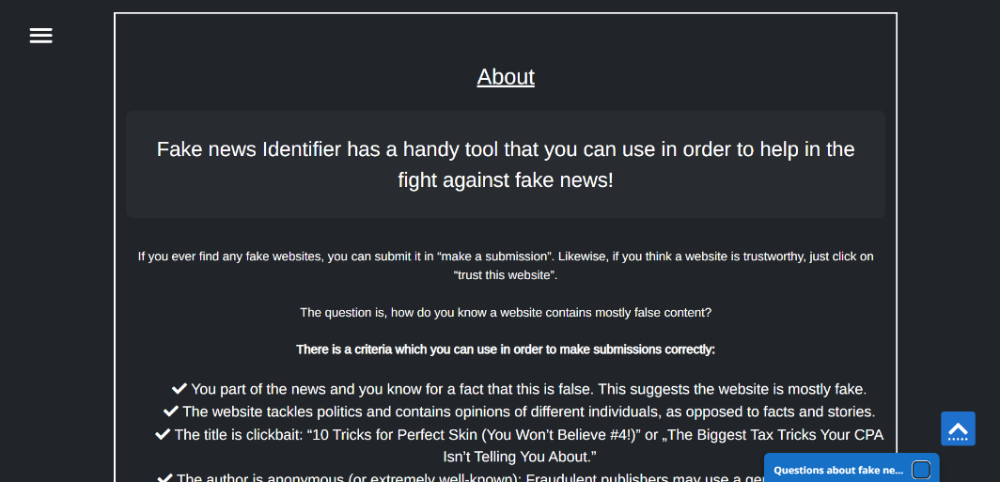 About
Fake news Identifier has a handy tool that you can use in order to help in the
fight against fake news!
If you ever find any fake websites, you can submit it in “make a submission”. Likewise, if you think a website is trustworthy, just click on
“trust this website”.
The question is, how do you know a website contains mostly false content?
There is a criteria which you can use in order to make submissions correctly:
You part of the news and you know for a fact that this is false. This suggests the website is mostly fake.
The website tackles politics and contains opinions of different individuals, as opposed to facts and stories.
The title is clickbait: “10 Tricks for Perfect Skin (You Won’t Believe #4!)” or „The Biggest Tax Tricks Your CPA
Isn’t Telling You About.”
The author is anonymous (or extremely well-known): Fraudulent publishers may use a
Questions about fake ne...